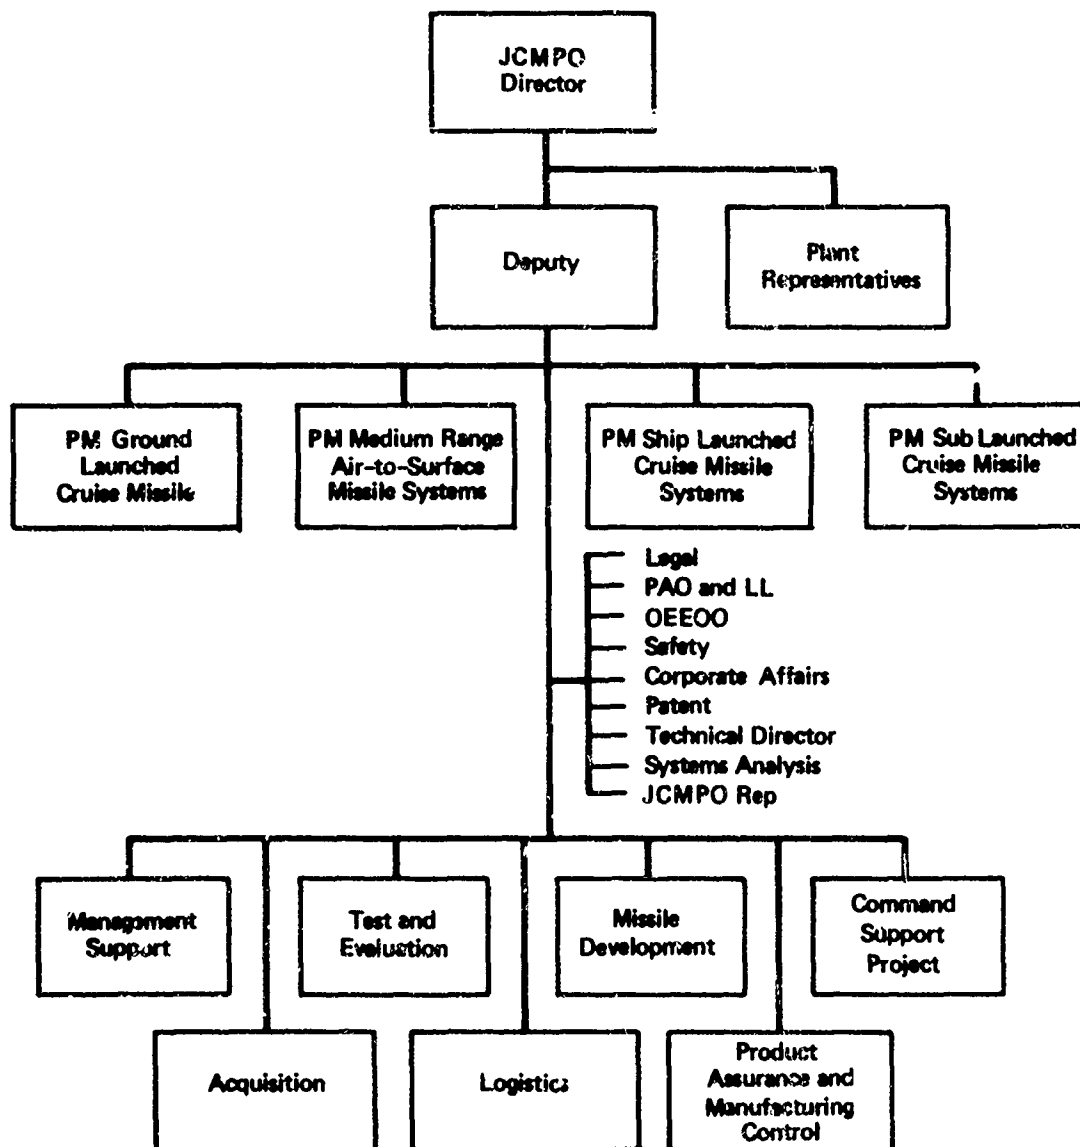 JCMPO
Director
Deputy
Plant
Representatives
PM Ground
Launched
Cruise Missile
PM Medium Range
Air-to-Surface
Missile Systems
PM Ship Launched
Cruise Missile
Systems
PM Sub Launched
Cruise Missile
Systems
Legal
PAO and LL
OEEOO
Safety
Corporate Affairs
Patent
Technical Director
Systems Analysis
JCMPO Rep
Management
Support
Test and
Evaluation
Missile
Development
Command
Support
Project
Acquisition
Logistics
Product
Assurance and
Manufacturing
Control